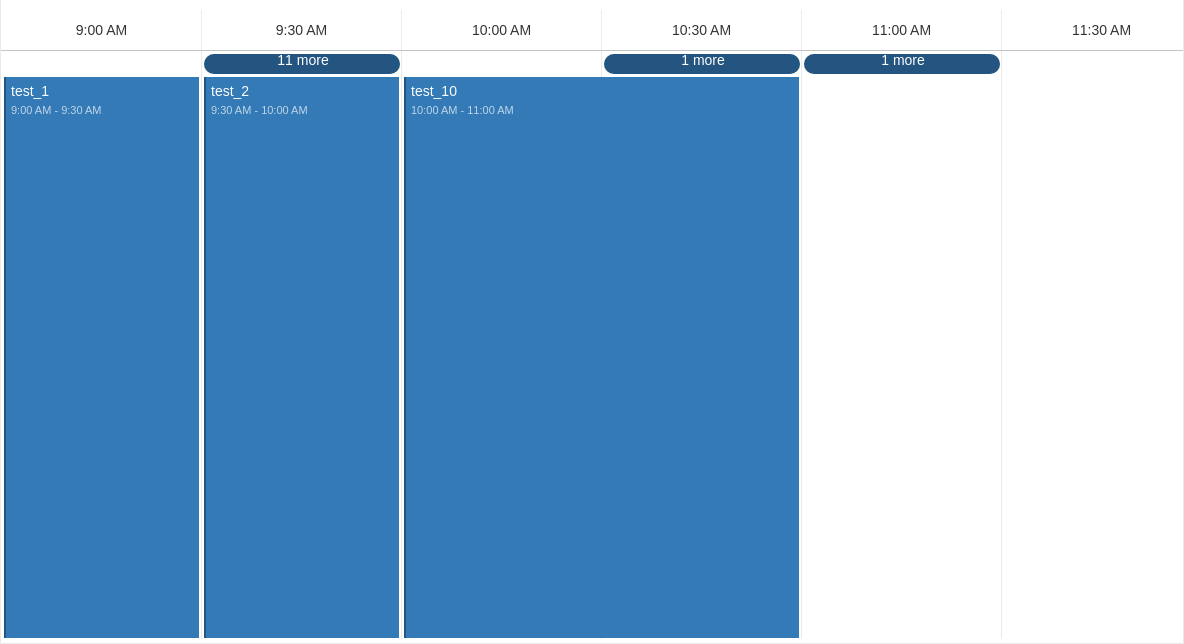 9:00 AM 9:30 AM 10:00 AM 10:30 AM 11:00 AM 11:30 AM
11 more 1 more 1 more
test_1 test_2 test_10
9:00 AM - 9:30 AM 9:30 AM - 10:00 AM 10:00 AM - 11:00 AM